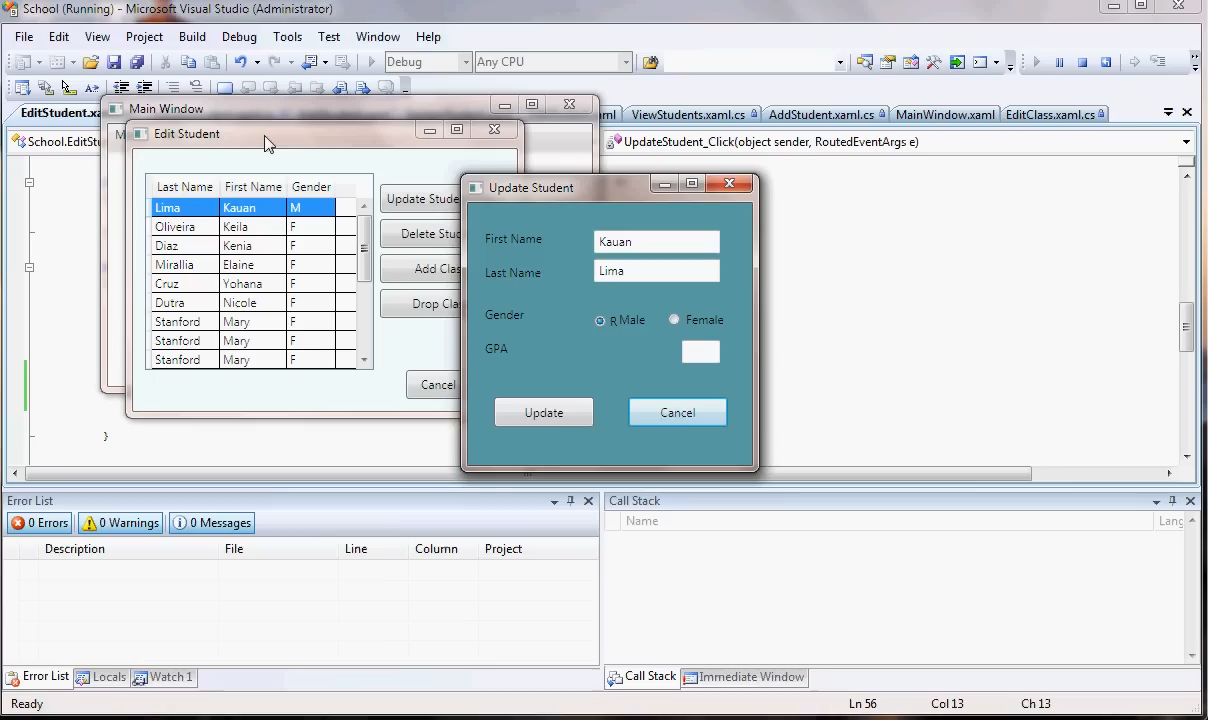 School (Running) - Microsoft Visual Studio (Administrator)
File Edit View Project Build Debug Tools Test Window Help
Debug Any CPU
EditStudent.xa
ml ViewStudents.xaml.cs AddStudent.xaml.cs MainWindow.xaml EditClass.xaml.cs
School.EditStu
UpdateStudent_Click(object sender, RoutedEventArgs e)
Main Window
M
Edit Student
Last Name First Name Gender
Lima Kauan M
Oliveira Keila F
Diaz Kenia F
Mirallia Elaine F
Cruz Yohana F
Dutra Nicole F
Stanford Mary F
Stanford Mary F
Stanford Mary F
Update Stude
Delete Stud
Add Clas
Drop Cla
Cancel
Update Student
First Name Kauan
Last Name Lima
Gender R Male Female
GPA
Update Cancel
}
Error List
0 Errors 0 Warnings 0 Messages
Description File Line Column Project
Error List Locals Watch 1
Call Stack
Name Lang
Call Stack Immediate Window
Ready Ln 56 Col 13 Ch 13